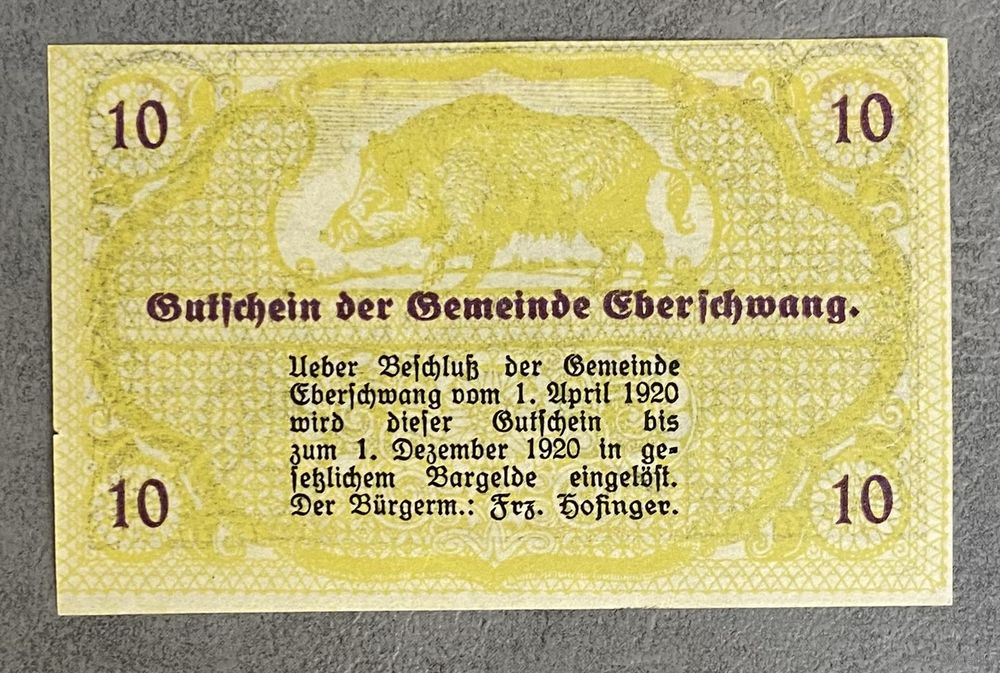 10 10
Gutschein der Gemeinde Eberschwang.
Ueber Beschluß der Gemeinde
Eberschwang vom 1. April 1920
wird dieser Gutschein bis
zum 1. Dezember 1920 in ge-
setzlichem Bargelde eingelöst.
Der Bürgerm.: Frz. Hofinger.
10 10